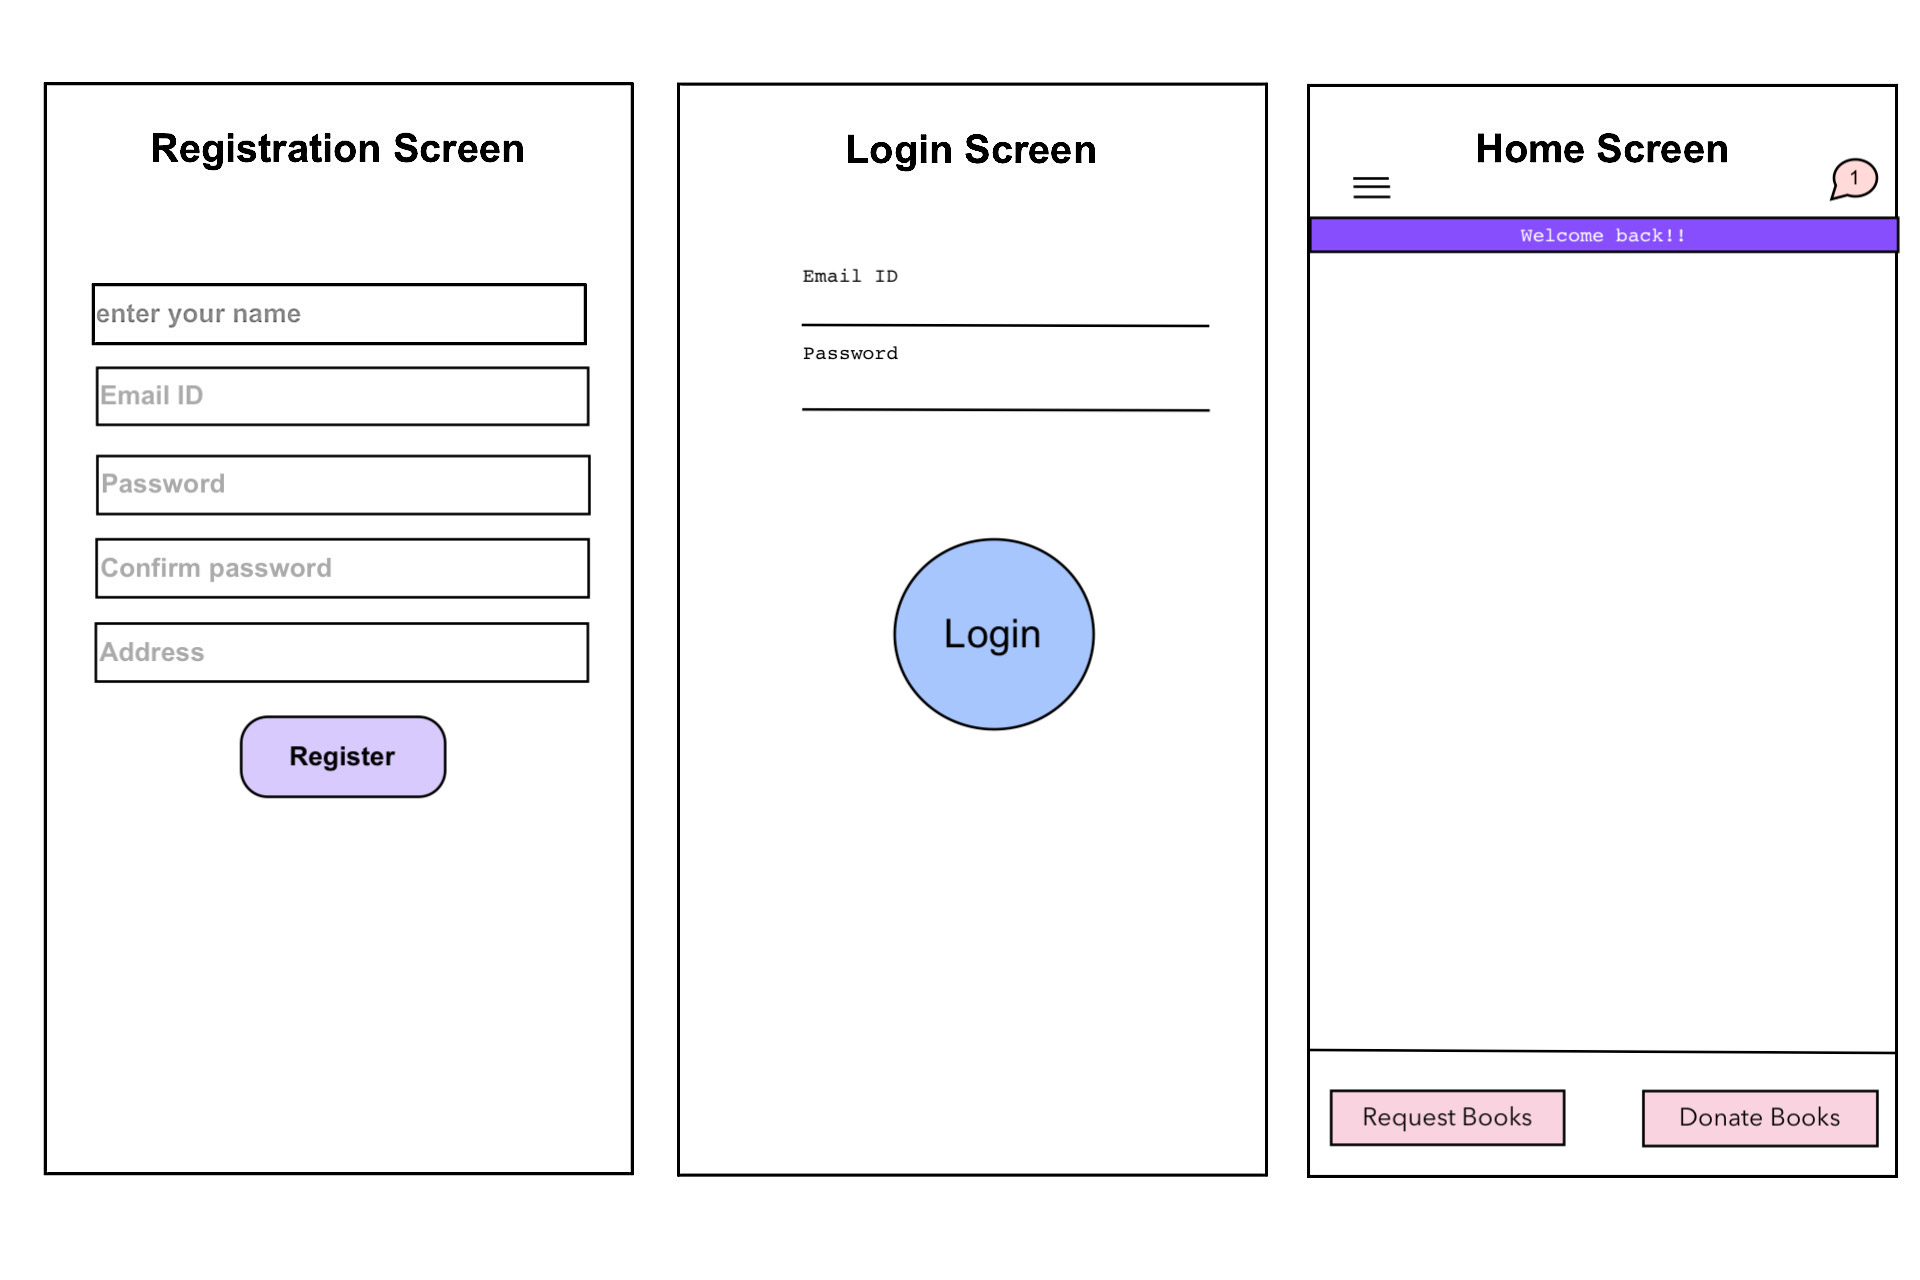 Registration Screen
enter your name
Email ID
Password
Confirm password
Address
Register
Login Screen
Email ID
Password
Login
Home Screen
1
Welcome back!!
Request Books
Donate Books